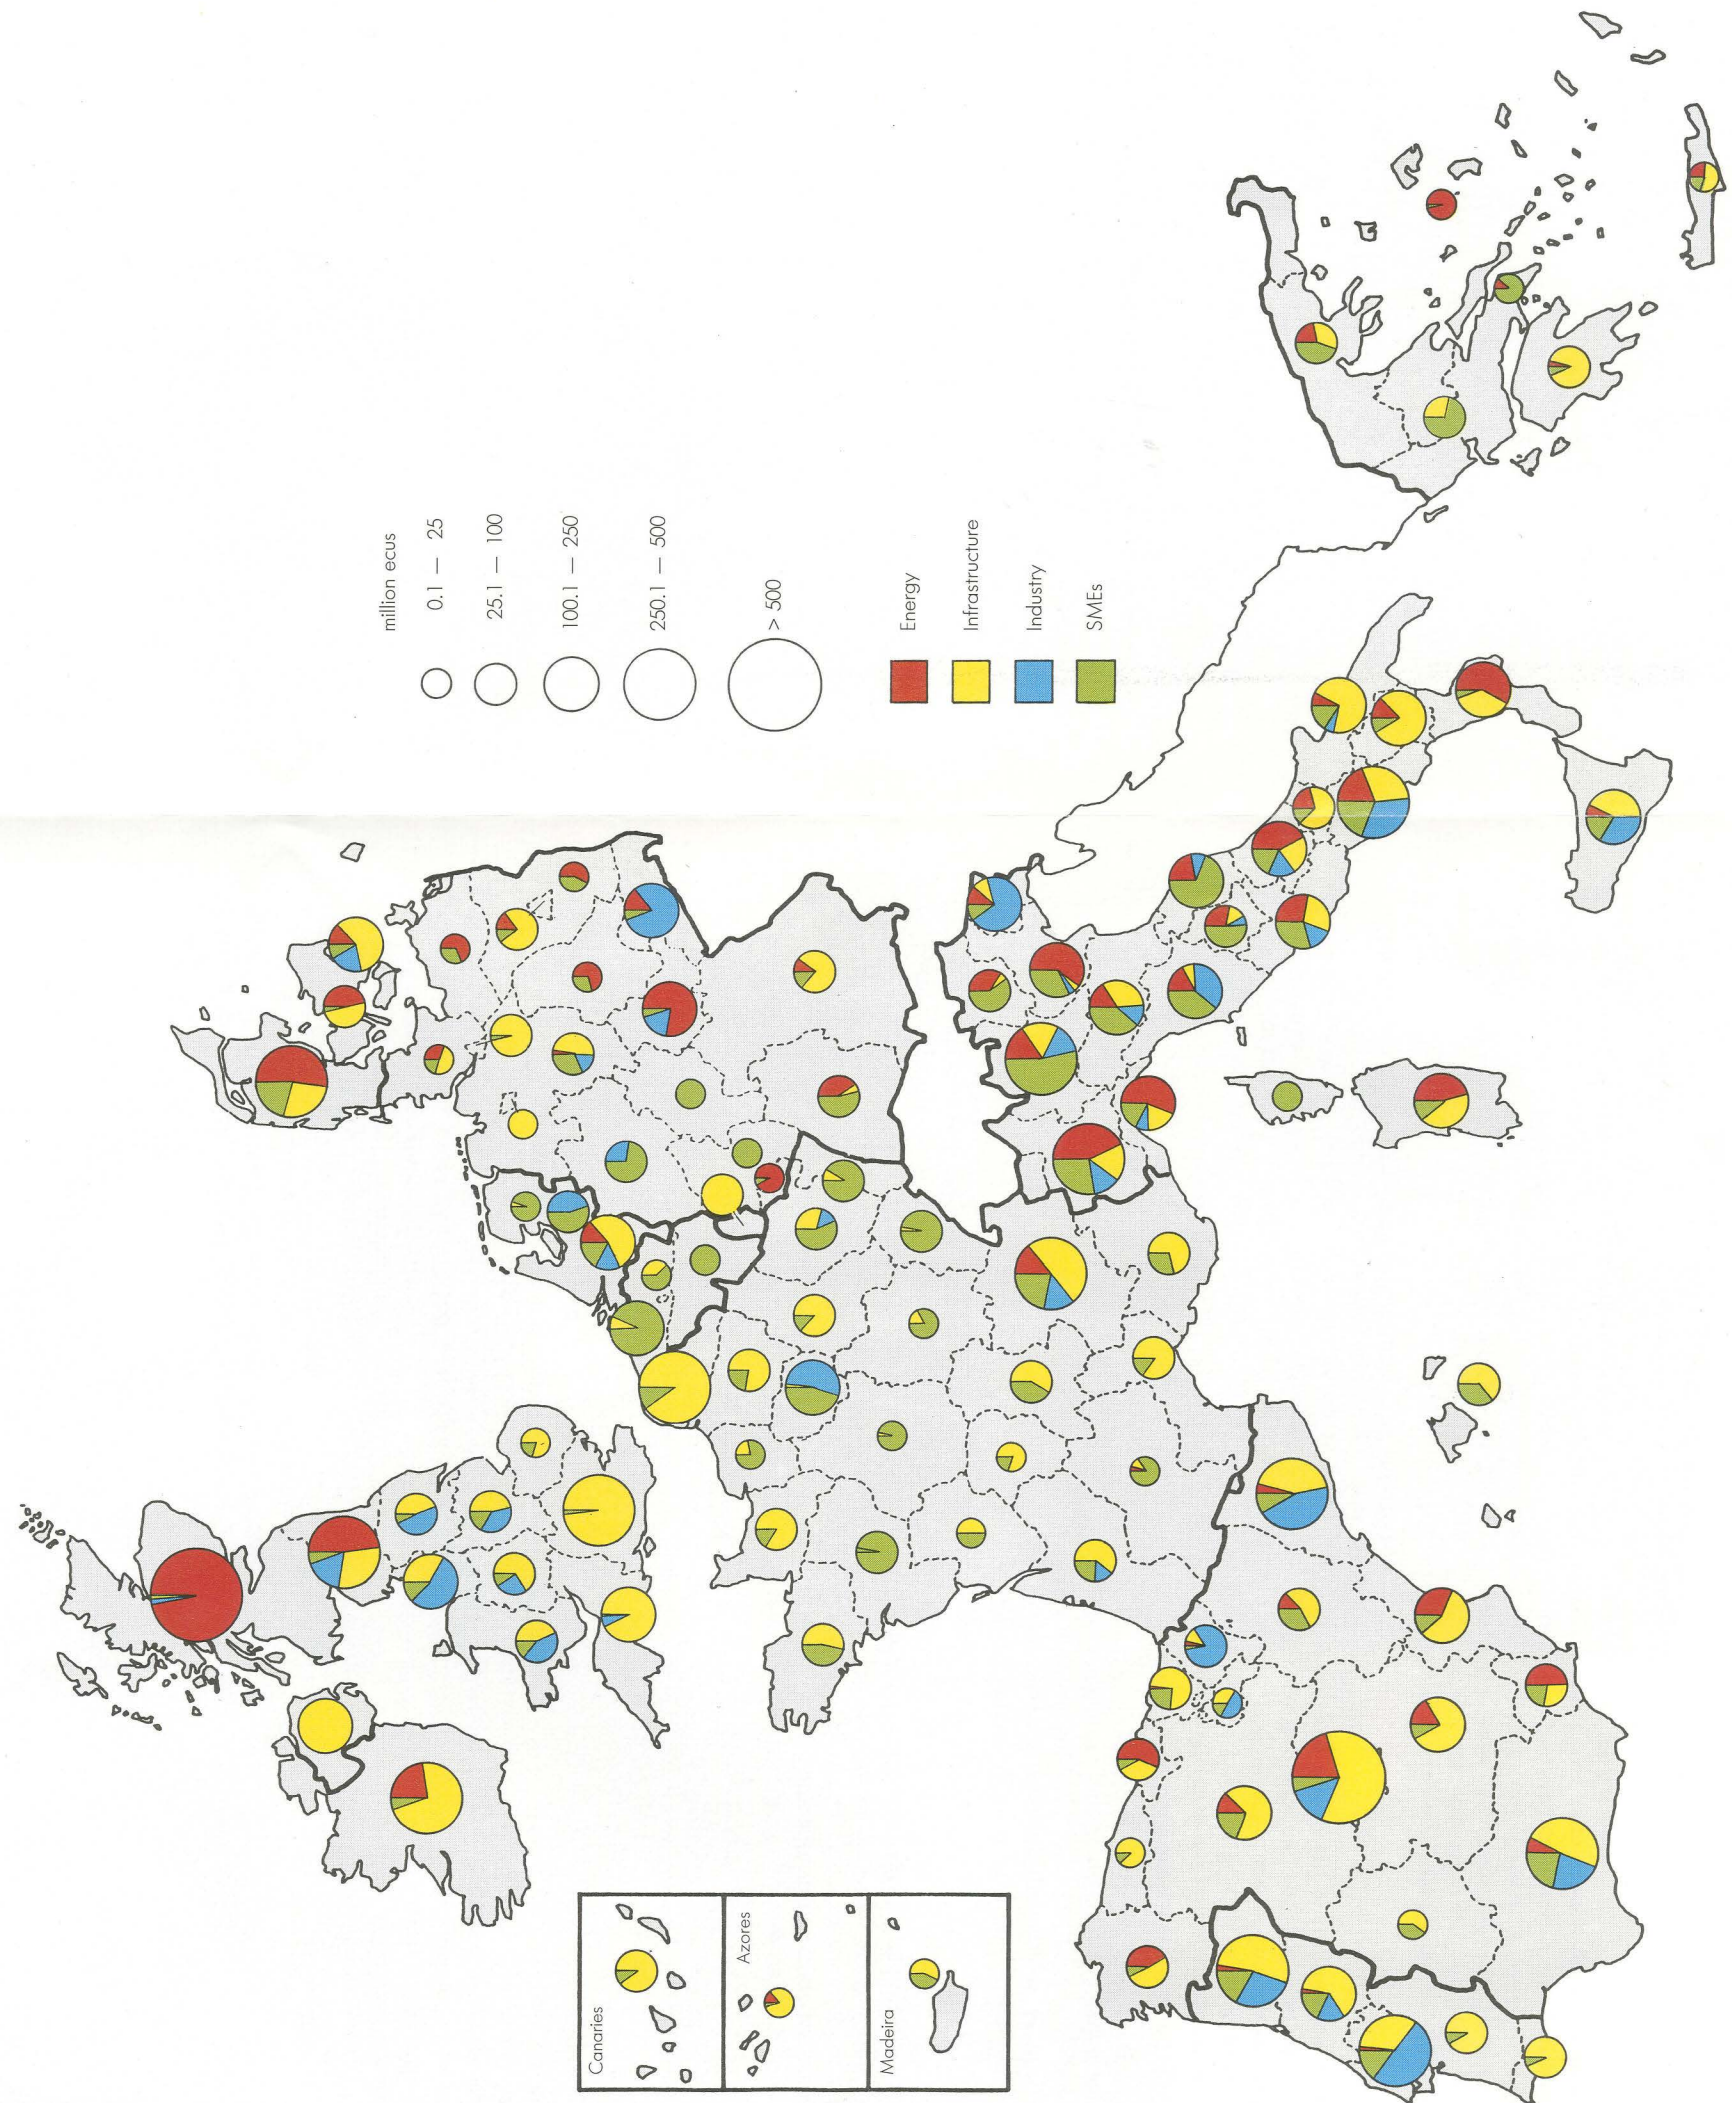 million ecus
0.1 — 25
25.1 — 100
100.1 — 250
250.1 — 500
> 500
Energy
Infrastructure
Industry
SMEs
Canaries
Azores
Madeira